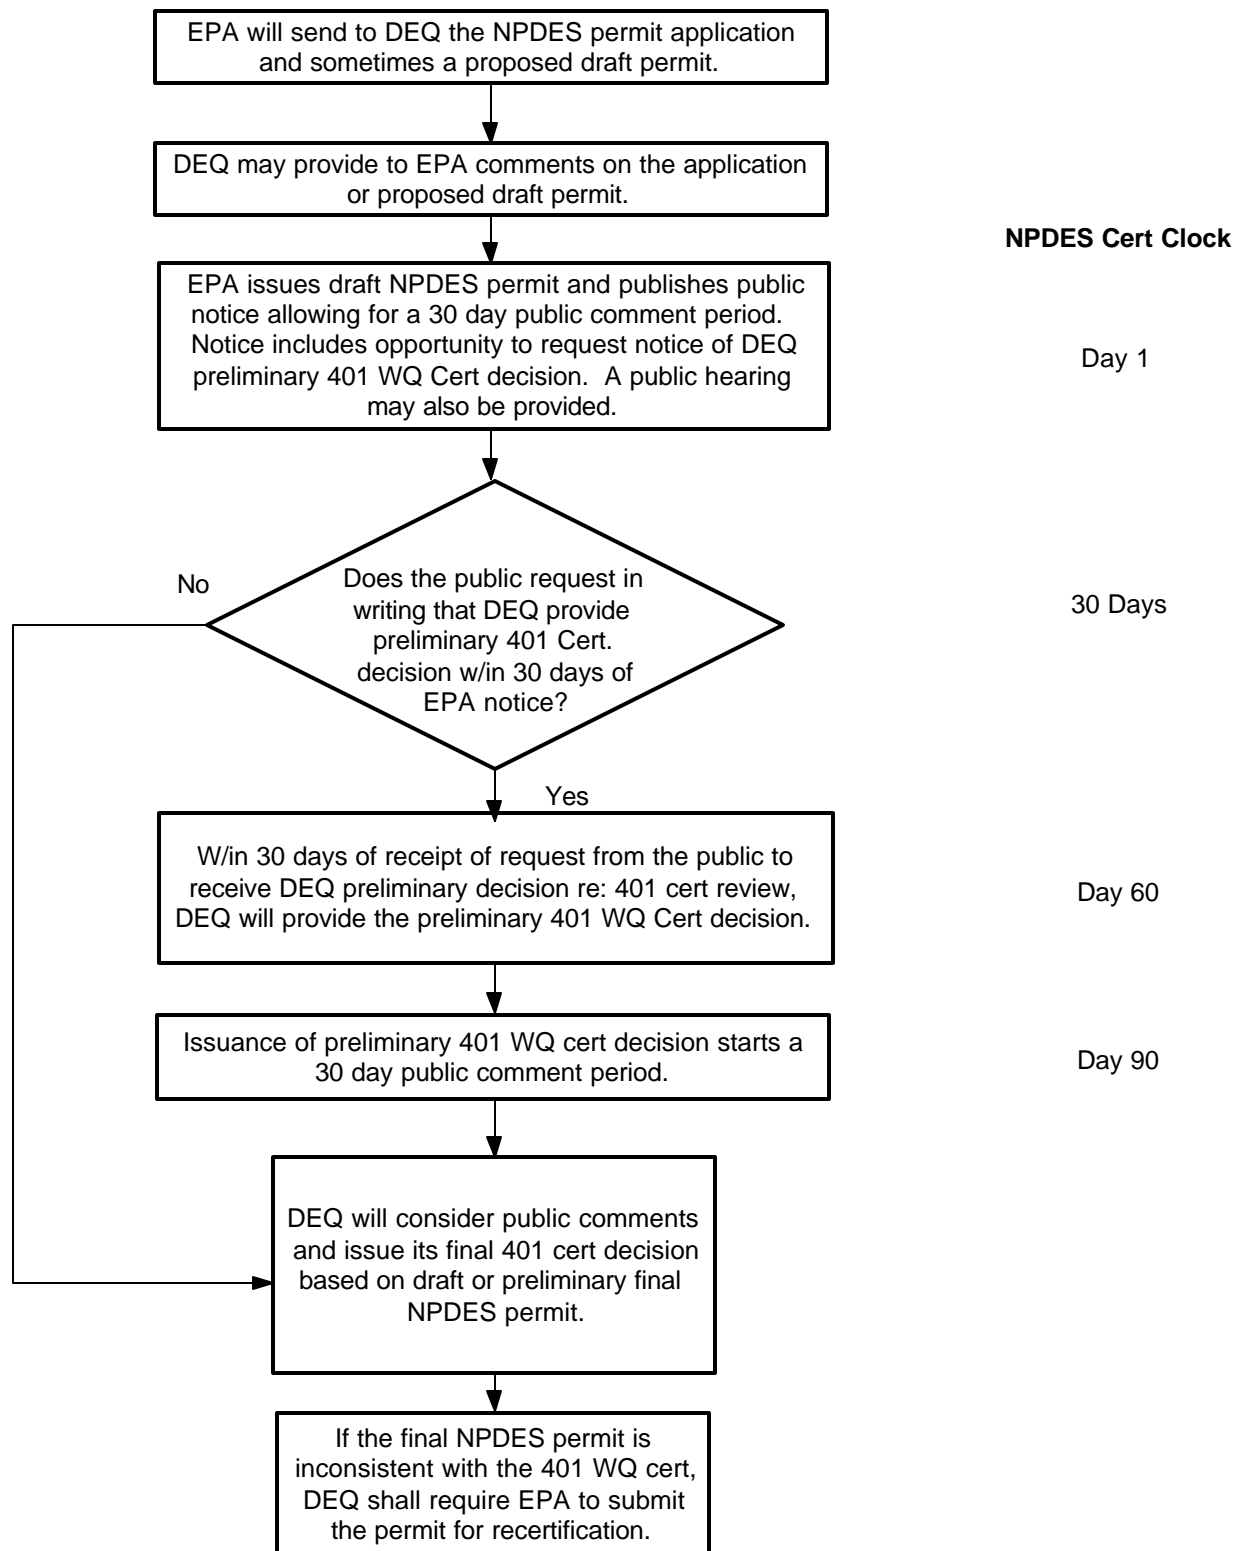 EPA will send to DEQ the NPDES permit application
and sometimes a proposed draft permit.
DEQ may provide to EPA comments on the application
or proposed draft permit.
NPDES Cert Clock
EPA issues draft NPDES permit and publishes public
notice allowing for a 30 day public comment period.
Notice includes opportunity to request notice of DEQ
preliminary 401 WQ Cert decision.  A public hearing
may also be provided.
Day 1
No
Does the public request in
writing that DEQ provide
preliminary 401 Cert.
decision w/in 30 days of
EPA notice?
30 Days
Yes
W/in 30 days of receipt of request from the public to
receive DEQ preliminary decision re: 401 cert review,
DEQ will provide the preliminary 401 WQ Cert decision.
Day 60
Issuance of preliminary 401 WQ cert decision starts a
30 day public comment period.
Day 90
DEQ will consider public comments
and issue its final 401 cert decision
based on draft or preliminary final
NPDES permit.
If the final NPDES permit is
inconsistent with the 401 WQ cert,
DEQ shall require EPA to submit
the permit for recertification.